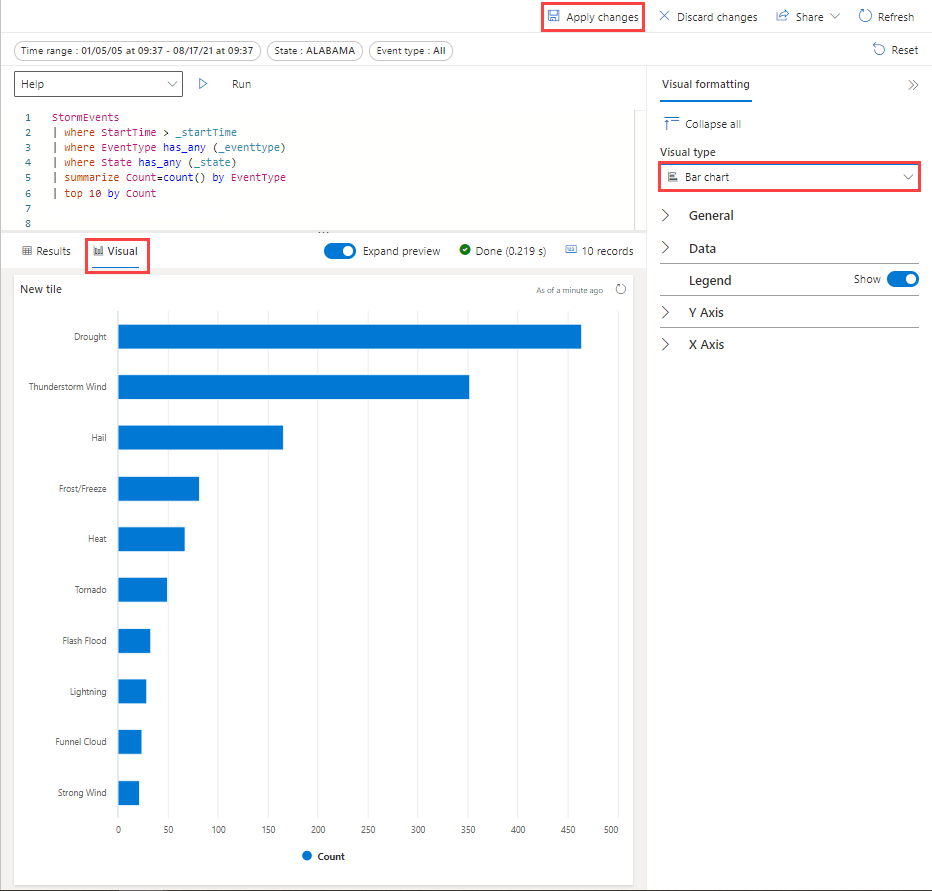 Apply changes Discard changes Share Refresh
Time range : 01/05/05 at 09:37 - 08/17/21 at 09:37 State : ALABAMA Event type : All Reset
Help Run
Visual formatting
1 StormEvents
2 | where StartTime > _startTime
3 | where EventType has_any (_eventtype)
4 | where State has_any (_state)
5 | summarize Count=count() by EventType
6 | top 10 by Count
7
8
Collapse all
Visual type
Bar chart
General
Data
Legend Show
Y Axis
X Axis
Results Visual Expand preview Done (0.219 s) 10 records
New tile As of a minute ago
Drought
Thunderstorm Wind
Hail
Frost/Freeze
Heat
Tornado
Flash Flood
Lightning
Funnel Cloud
Strong Wind
0 50 100 150 200 250 300 350 400 450 500
Count